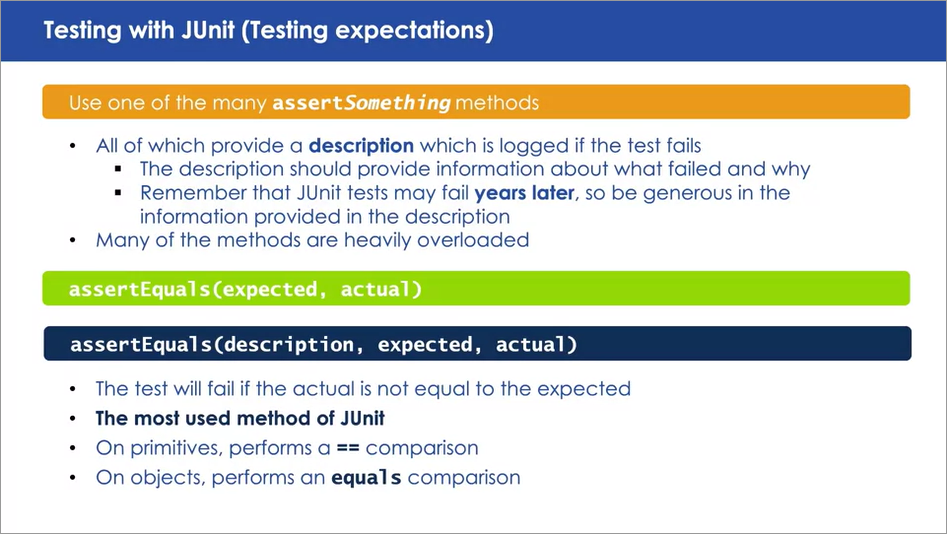 Testing with JUnit (Testing expectations)
Use one of the many assertSomething methods
• All of which provide a description which is logged if the test fails
▪ The description should provide information about what failed and why
▪ Remember that JUnit tests may fail years later, so be generous in the
information provided in the description
• Many of the methods are heavily overloaded
assertEquals(expected, actual)
assertEquals(description, expected, actual)
• The test will fail if the actual is not equal to the expected
• The most used method of JUnit
• On primitives, performs a == comparison
• On objects, performs an equals comparison